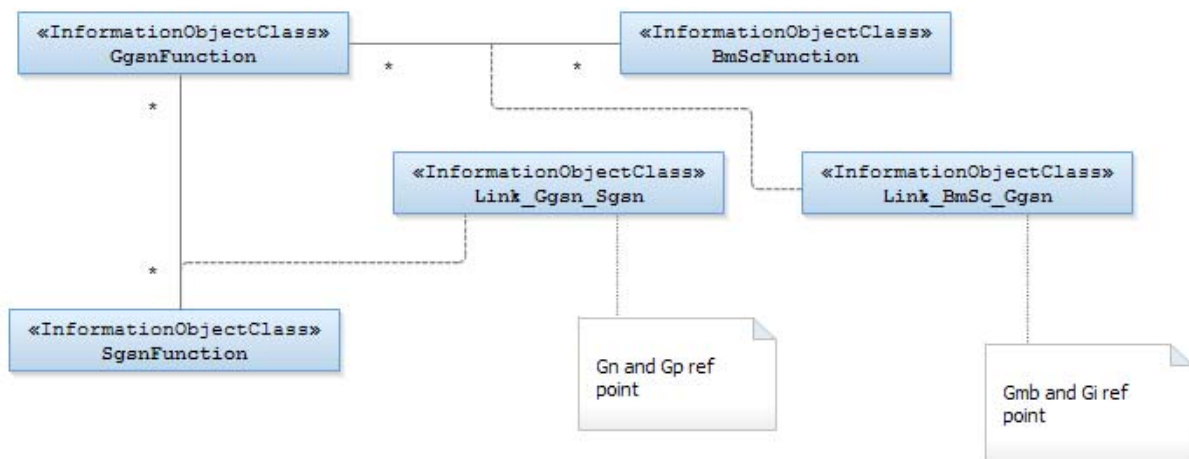 «InformationObjectClass»
GgsnFunction
«InformationObjectClass»
BmScFunction
*
*
*
«InformationObjectClass»
Link_Ggsn_Sgsn
«InformationObjectClass»
Link_BmSc_Ggsn
*
«InformationObjectClass»
SgsnFunction
Gn and Gp ref
point
Gmb and Gi ref
point